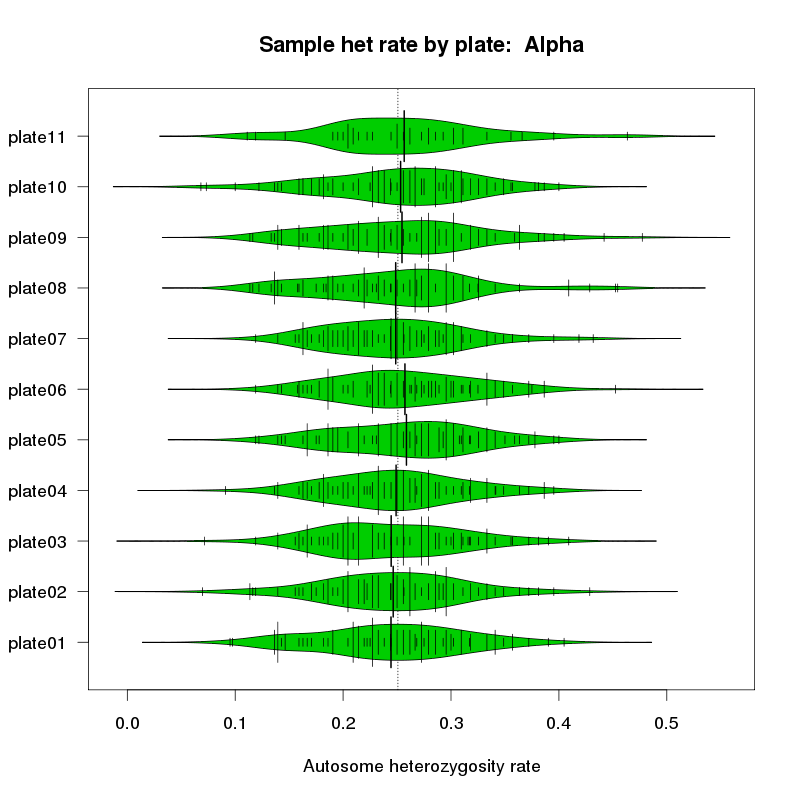 Sample het rate by plate:  Alpha
plate11
plate10
plate09
plate08
plate07
plate06
plate05
plate04
plate03
plate02
plate01
0.0 0.1 0.2 0.3 0.4 0.5
Autosome heterozygosity rate